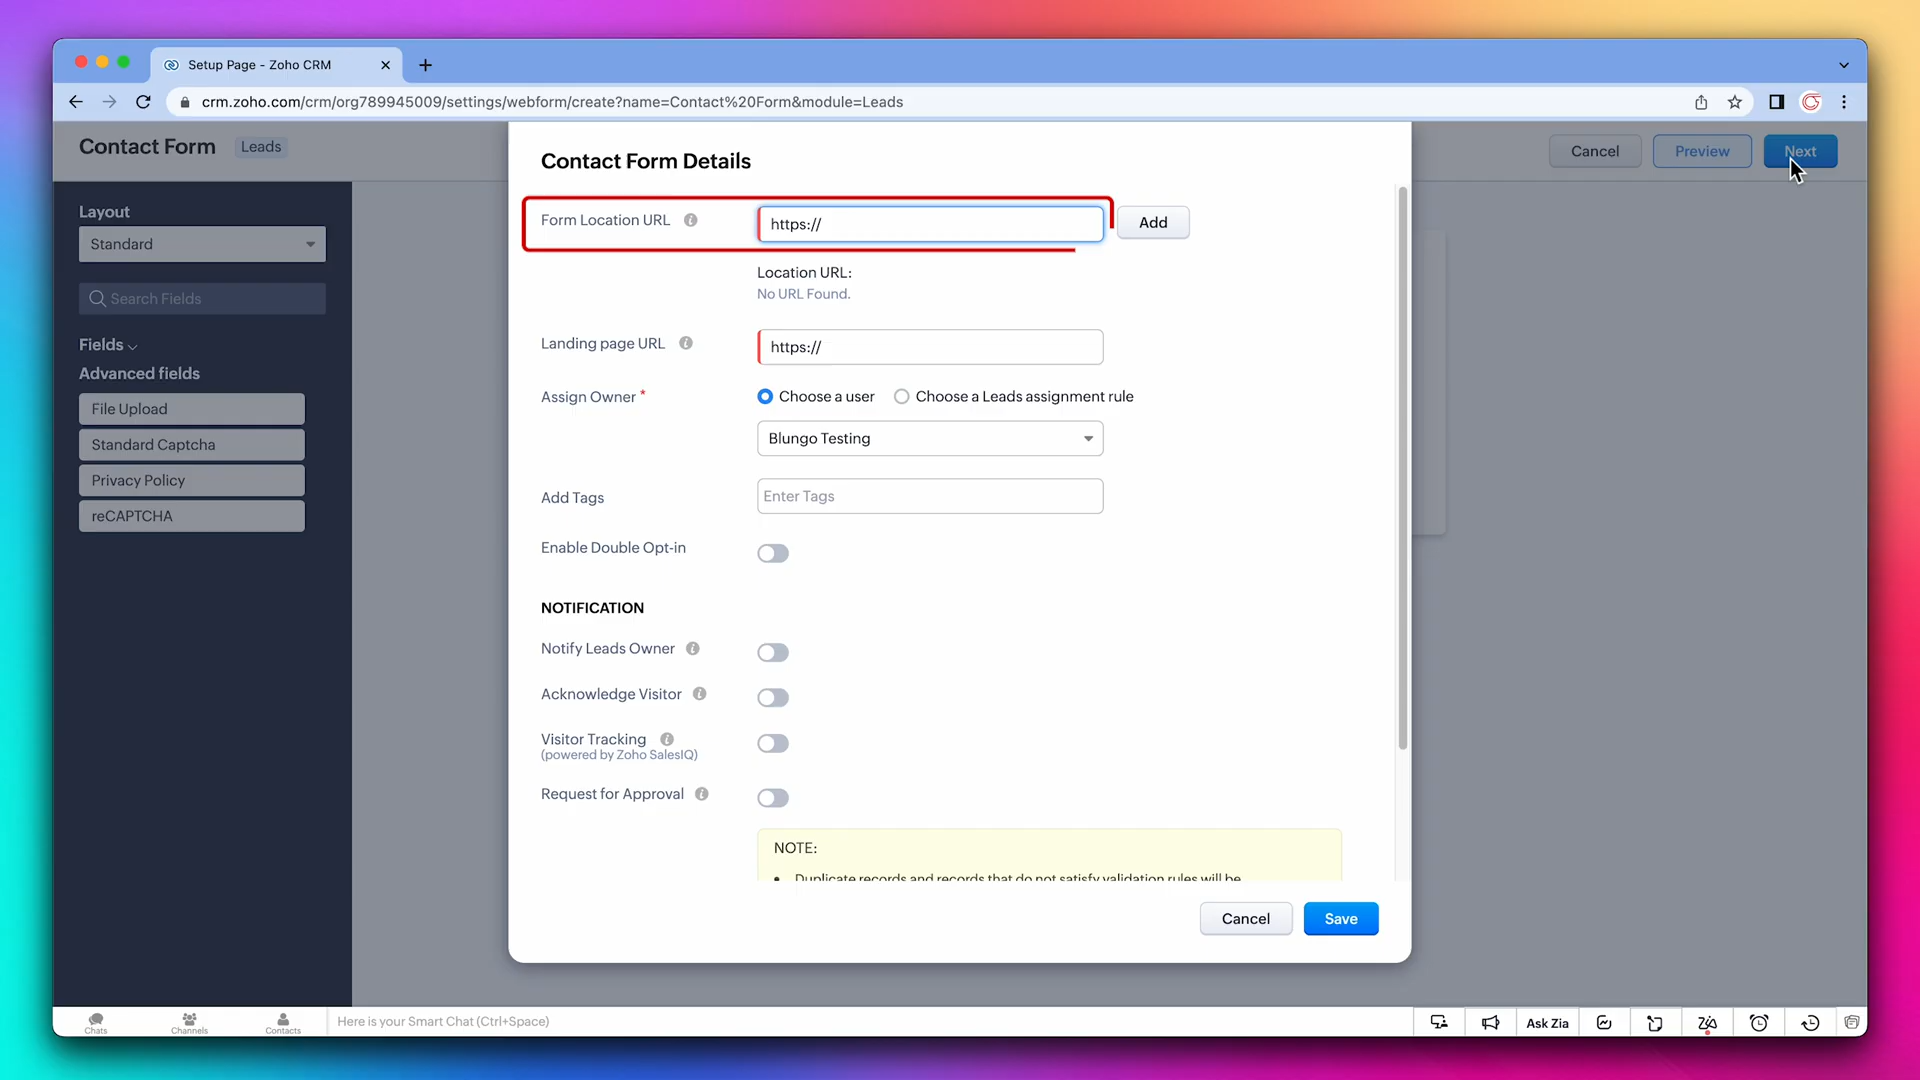 Setup Page - Zoho CRM
crm.zoho.com/crm/org789945009/settings/webform/create?name=Contact%20Form&module=Leads
Contact Form
Leads
Cancel
Preview
Next
Layout
Standard
Search Fields
Fields
Advanced fields
File Upload
Standard Captcha
Privacy Policy
reCAPTCHA
Contact Form Details
Form Location URL
https://
Add
Location URL:
No URL Found.
Landing page URL
https://
Assign Owner *
Choose a user
Choose a Leads assignment rule
Blungo Testing
Add Tags
Enter Tags
Enable Double Opt-in
NOTIFICATION
Notify Leads Owner
Acknowledge Visitor
Visitor Tracking
(powered by Zoho SalesIQ)
Request for Approval
NOTE:
• Duplicate records and records that do not satisfy validation rules will be
Cancel
Save
Chats
Channels
Contacts
Here is your Smart Chat (Ctrl+Space)
Ask Zia